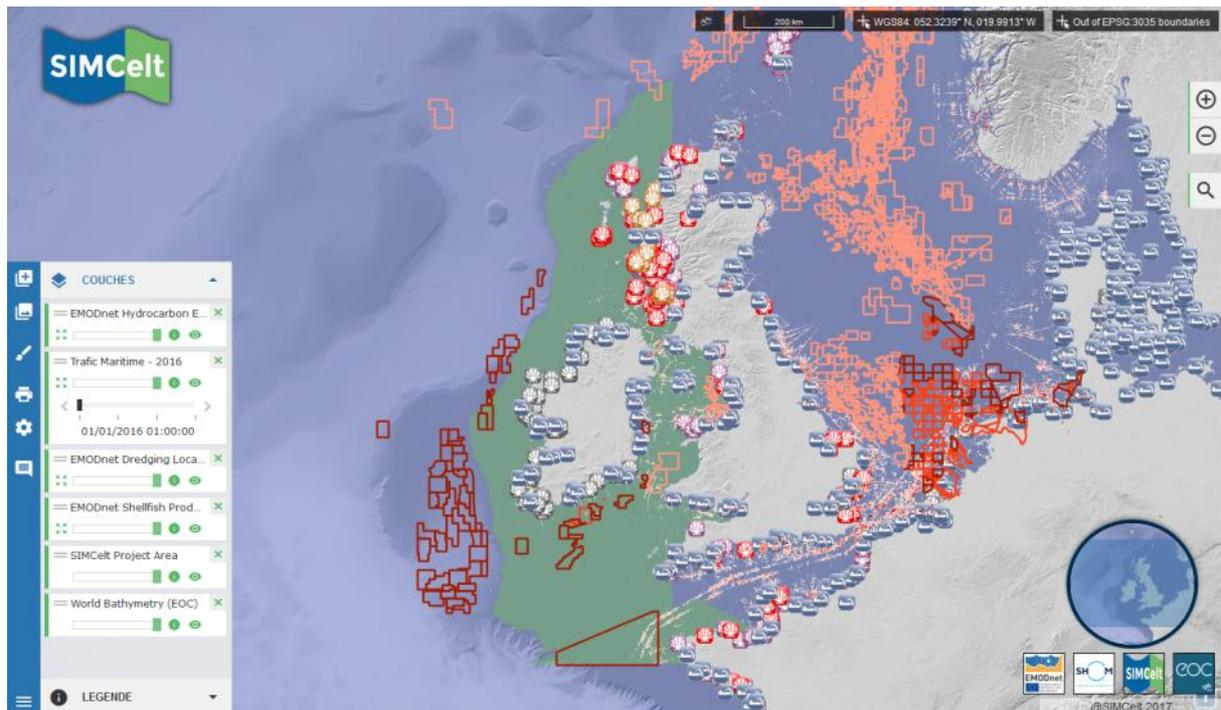 SIMCelt
200 km
WGS84: 052.3239° N, 019.9913° W
Out of EPSG:3035 boundaries
COUCHES
EMODnet Hydrocarbon E...
Trafic Maritime - 2016
01/01/2016 01:00:00
EMODnet Dredging Loca...
EMODnet Shellfish Prod...
SIMCelt Project Area
World Bathymetry (EOC)
LEGENDE
EMODnet
SHOM
SIMCelt
eoc
@SIMCelt 2017